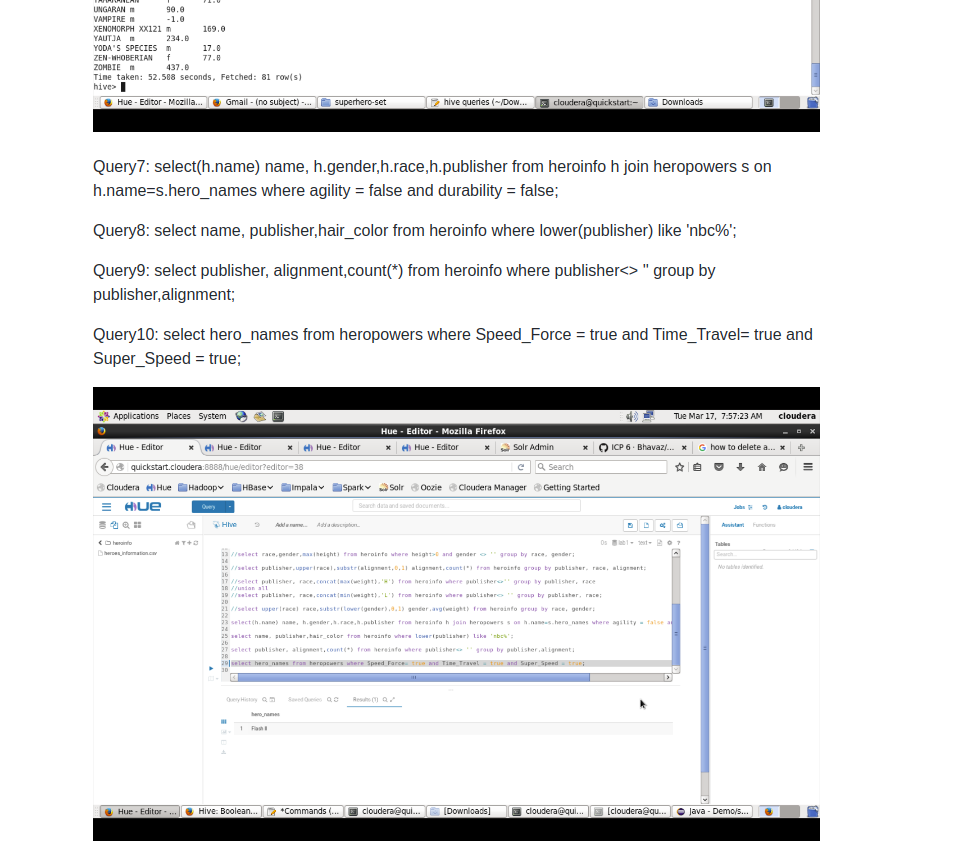 UNGARAN m 90.0
VAMPIRE m -1.0
XENOMORPH XX121 m 169.0
YAUTJA m 234.0
YODA'S SPECIES m 17.0
ZEN-WHOBERIAN f 77.0
ZOMBIE m 437.0
Time taken: 52.508 seconds, Fetched: 81 row(s)
hive>
Hue - Editor - Mozilla... Gmail - (no subject) -... superhero-set hive queries (~/Dow... cloudera@quickstart:~ Downloads
Query7: select(h.name) name, h.gender,h.race,h.publisher from heroinfo h join heropowers s on
h.name=s.hero_names where agility = false and durability = false;
Query8: select name, publisher,hair_color from heroinfo where lower(publisher) like 'nbc%';
Query9: select publisher, alignment,count(*) from heroinfo where publisher<> '' group by
publisher,alignment;
Query10: select hero_names from heropowers where Speed_Force = true and Time_Travel= true and
Super_Speed = true;
Applications Places System Tue Mar 17, 7:57:23 AM cloudera
Hue - Editor - Mozilla Firefox
Hue - Editor Hue - Editor Hue - Editor Hue - Editor Solr Admin ICP 6 · Bhavaz/... how to delete a...
quickstart.cloudera:8888/hue/editor?editor=38 Search
Cloudera Hue Hadoop HBase Impala Spark Solr Oozie Cloudera Manager Getting Started
HUE Query Search data and saved documents... Jobs cloudera
Hive Add a name... Add a description... Assistant Functions
heroinfo text Tables
heroes_information.csv Search...
No tables identified.
13 //select race,gender,max(height) from heroinfo where height>0 and gender <> '' group by race, gender;
14
15 //select publisher,upper(race),substr(alignment,0,1) alignment,count(*) from heroinfo group by publisher, race, alignment;
16
17 //select publisher, race,concat(max(weight),'H') from heroinfo where publisher<>'' group by publisher, race
18 //union all
19 //select publisher, race,concat(min(weight),'L') from heroinfo where publisher<> '' group by publisher, race;
20
21 //select upper(race) race,substr(lower(gender),0,1) gender,avg(weight) from heroinfo group by race, gender;
22
23 select(h.name) name, h.gender,h.race,h.publisher from heroinfo h join heropowers s on h.name=s.hero_names where agility = false a
24
25 select name, publisher,hair_color from heroinfo where lower(publisher) like 'nbc%';
26
27 select publisher, alignment,count(*) from heroinfo where publisher<> '' group by publisher,alignment;
28
29 select hero_names from heropowers where Speed_Force= true and Time_Travel = true and Super_Speed = true;
30
Query History Saved Queries Results (1)
hero_names
1 Flash II
Hue - Editor - ... Hive: Boolean... *Commands (... cloudera@qui... [Downloads] cloudera@qui... [cloudera@qu... Java - Demo/s...